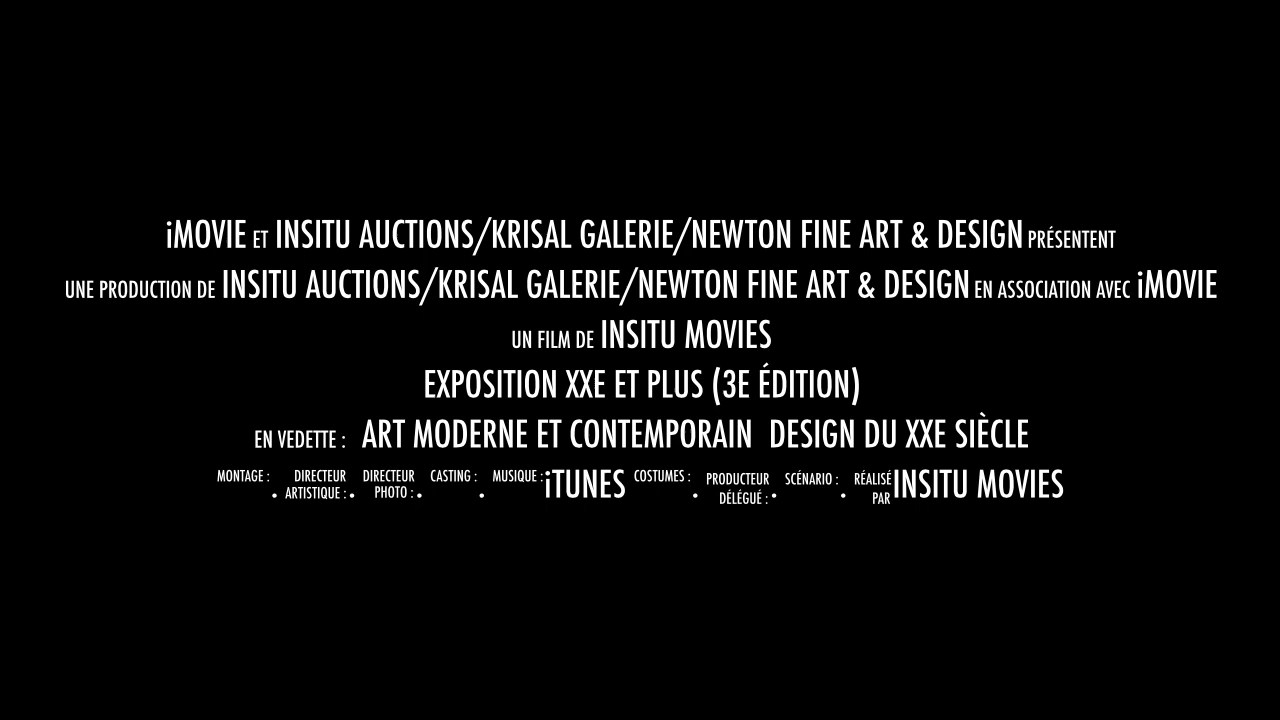 iMOVIE ET INSITU AUCTIONS/KRISAL GALERIE/NEWTON FINE ART & DESIGN PRÉSENTENT
UNE PRODUCTION DE INSITU AUCTIONS/KRISAL GALERIE/NEWTON FINE ART & DESIGN EN ASSOCIATION AVEC iMOVIE
UN FILM DE INSITU MOVIES
EXPOSITION XXE ET PLUS (3E ÉDITION)
EN VEDETTE : ART MODERNE ET CONTEMPORAIN DESIGN DU XXE SIÈCLE
MONTAGE : . DIRECTEUR ARTISTIQUE : . DIRECTEUR PHOTO : . CASTING : . MUSIQUE : iTUNES COSTUMES : . PRODUCTEUR DÉLÉGUÉ : . SCÉNARIO : . RÉALISÉ PAR INSITU MOVIES